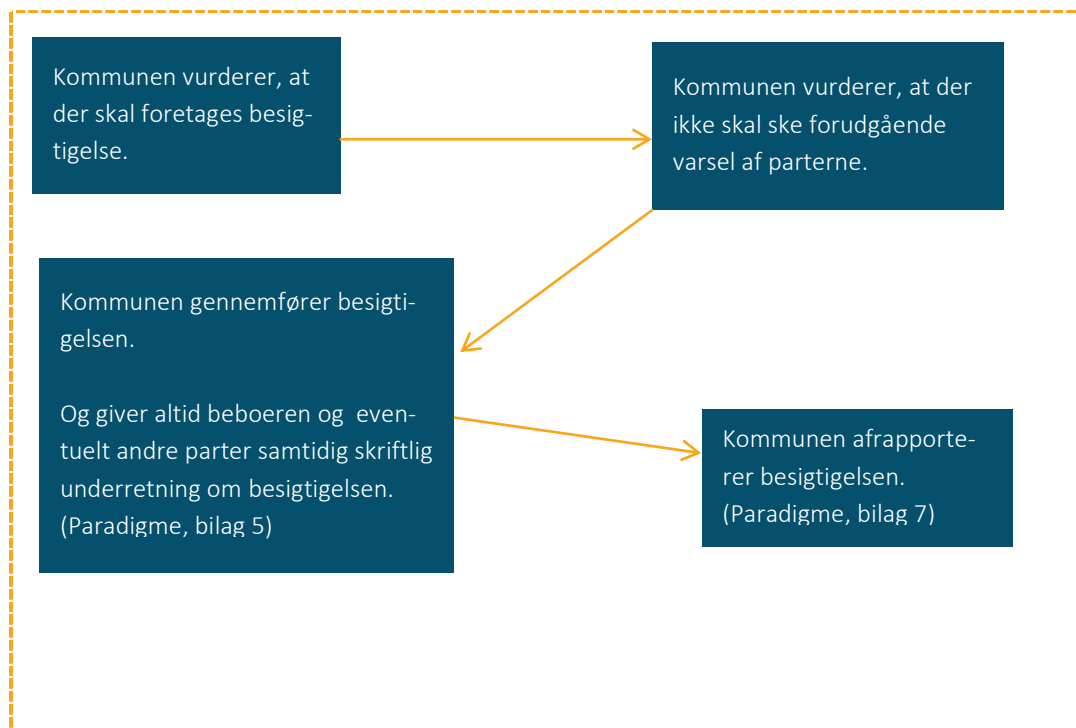 Kommunen vurderer, at
der skal foretages besig-
tigelse.
Kommunen vurderer, at der
ikke skal ske forudgående
varsel af parterne.
Kommunen gennemfører besigti-
gelsen.
Og giver altid beboeren og even-
tuelt andre parter samtidig skriftlig
underretning om besigtigelsen.
(Paradigme, bilag 5)
Kommunen afrapporte-
rer besigtigelsen.
(Paradigme, bilag 7)